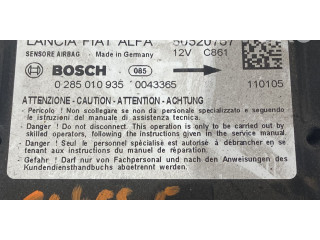 LANCIA FIAT ALFA 50520757
SENSORE AIRBAG Made in Germany 12V C861
BOSCH 085
0 285 010 935 0043365 110105
ATTENZIONE - CAUTION - ATTENTION - ACHTUNG
- Pericolo! Non scollegare se non da personale specializzato e seguendo
le istruzioni del manuale di assistenza tecnica.
- Danger ! Do not disassemble. This operation is only to be carried out by
skilled operators, following the instructions given in the service manual.
- Danger ! Seul le personnel spécialisé est autorisé à débrancher en se
tenant aux instructions du manuel de réparation.
- Gefahr ! Darf nur von Fachpersonal und nach den Anweisungen des
Kundendiensthandbuches abgetrennt werden.